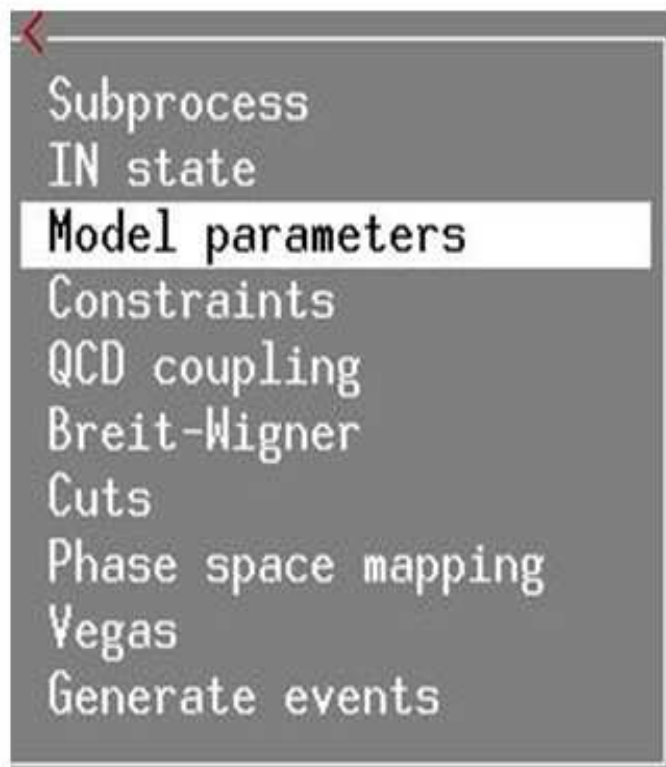 Subprocess
IN state
Model parameters
Constraints
QCD coupling
Breit-Wigner
Cuts
Phase space mapping
Vegas
Generate events